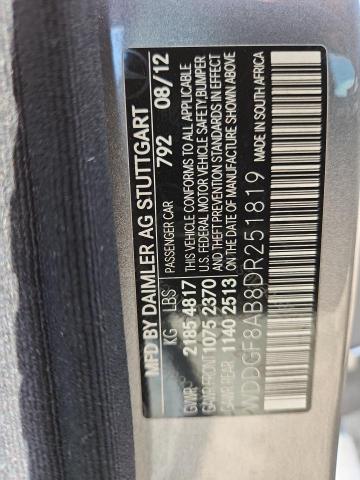 MFD BY DAIMLER AG STUTTGART
KG LBS PASSENGER CAR 792 08/12
GVWR 2185 4817 THIS VEHICLE CONFORMS TO ALL APPLICABLE
GAWR FRONT 1075 2370 U.S. FEDERAL MOTOR VEHICLE SAFETY, BUMPER
GAWR REAR 1140 2513 AND THEFT PREVENTION STANDARDS IN EFFECT
ON THE DATE OF MANUFACTURE SHOWN ABOVE
WDDGF8AB8DR251819 MADE IN SOUTH AFRICA